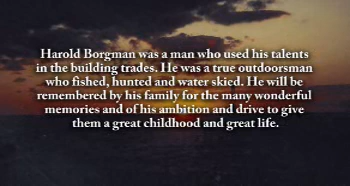 Harold Borgman was a man who used his talents
in the building trades. He was a true outdoorsman
who fished, hunted and water skied. He will be
remembered by his family for the many wonderful
memories and of his ambition and drive to give
them a great childhood and great life.